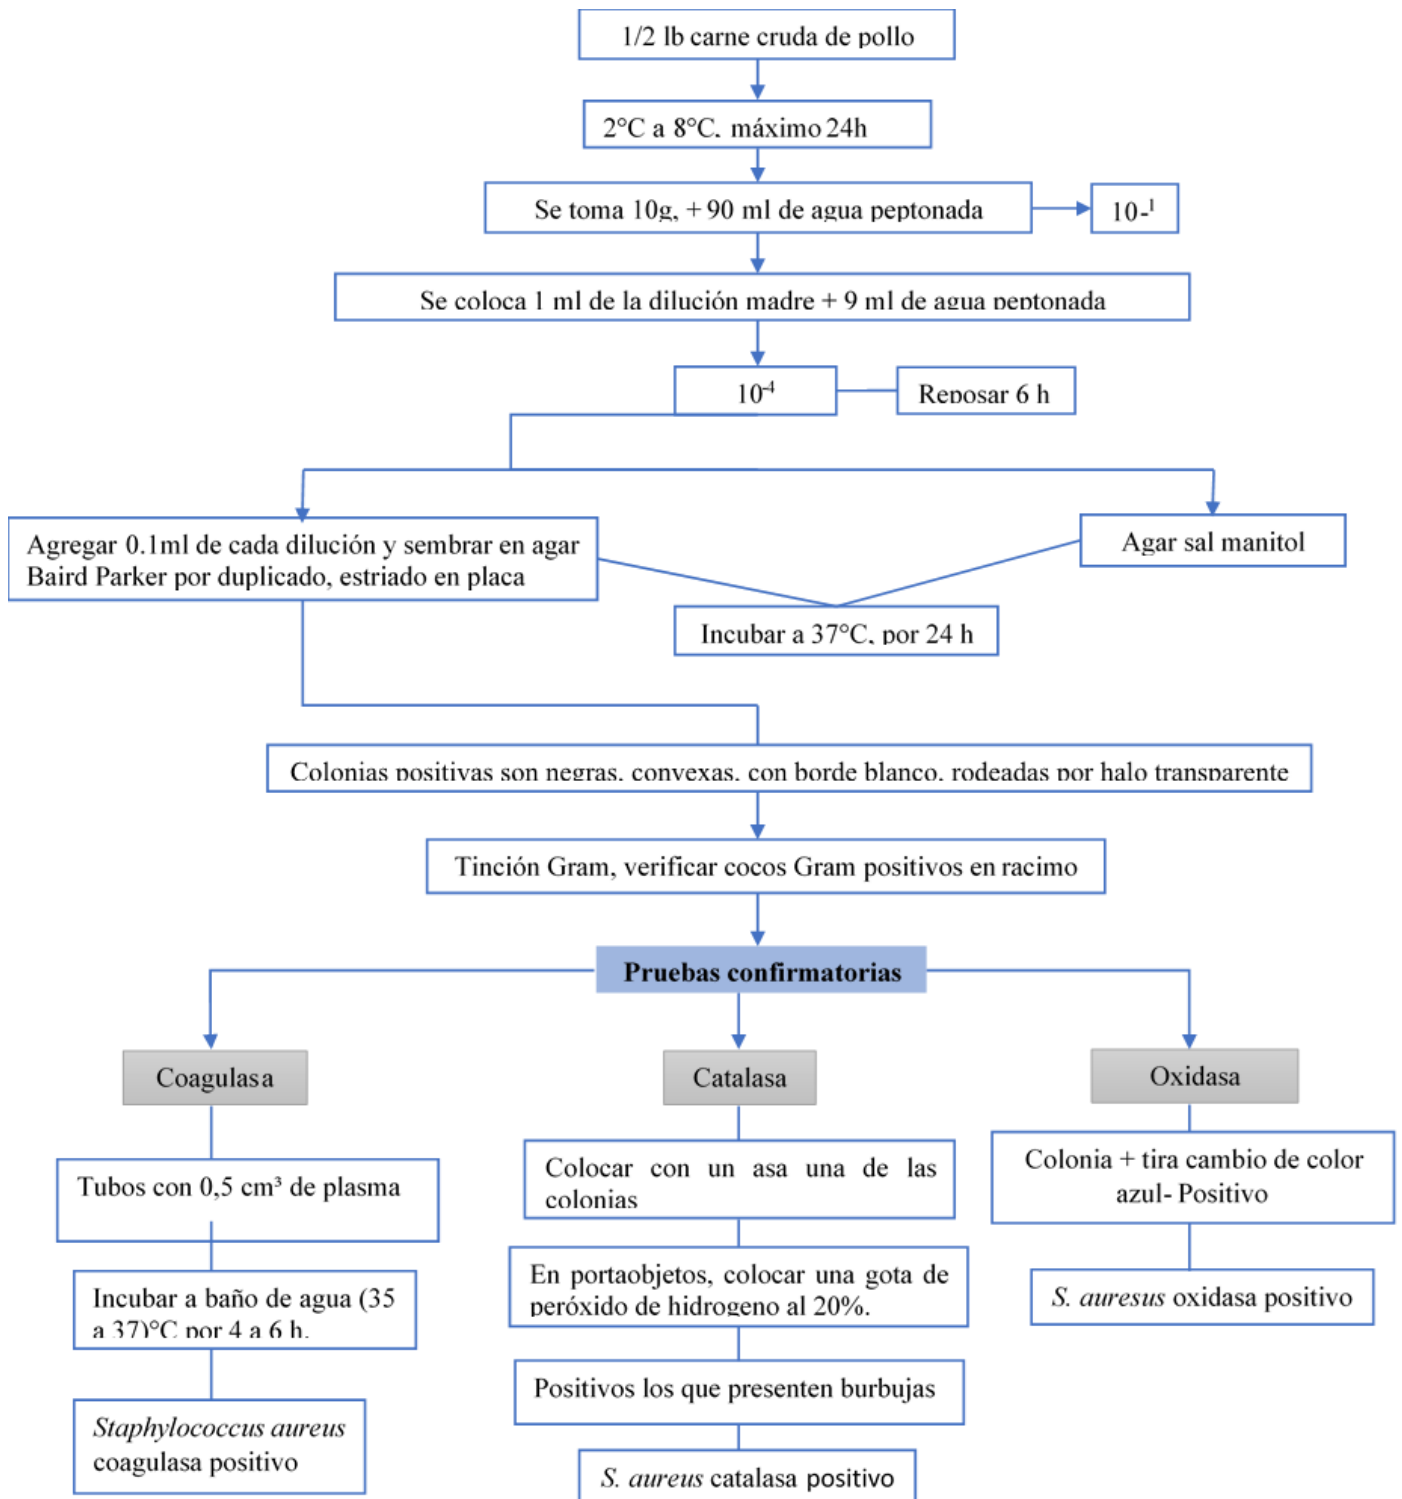 1/2 lb carne cruda de pollo
2°C a 8°C, máximo 24h
Se toma 10g, + 90 ml de agua peptonada
10-¹
Se coloca 1 ml de la dilución madre + 9 ml de agua peptonada
10⁻⁴
Reposar 6 h
Agregar 0.1ml de cada dilución y sembrar en agar
Baird Parker por duplicado, estriado en placa
Agar sal manitol
Incubar a 37°C, por 24 h
Colonias positivas son negras, convexas, con borde blanco, rodeadas por halo transparente
Tinción Gram, verificar cocos Gram positivos en racimo
Pruebas confirmatorias
Coagulasa
Tubos con 0,5 cm³ de plasma
Incubar a baño de agua (35
a 37)°C por 4 a 6 h.
Staphylococcus aureus
coagulasa positivo
Catalasa
Colocar con un asa una de las
colonias
En portaobjetos, colocar una gota de
peróxido de hidrogeno al 20%.
Positivos los que presenten burbujas
S. aureus catalasa positivo
Oxidasa
Colonia + tira cambio de color
azul- Positivo
S. auresus oxidasa positivo